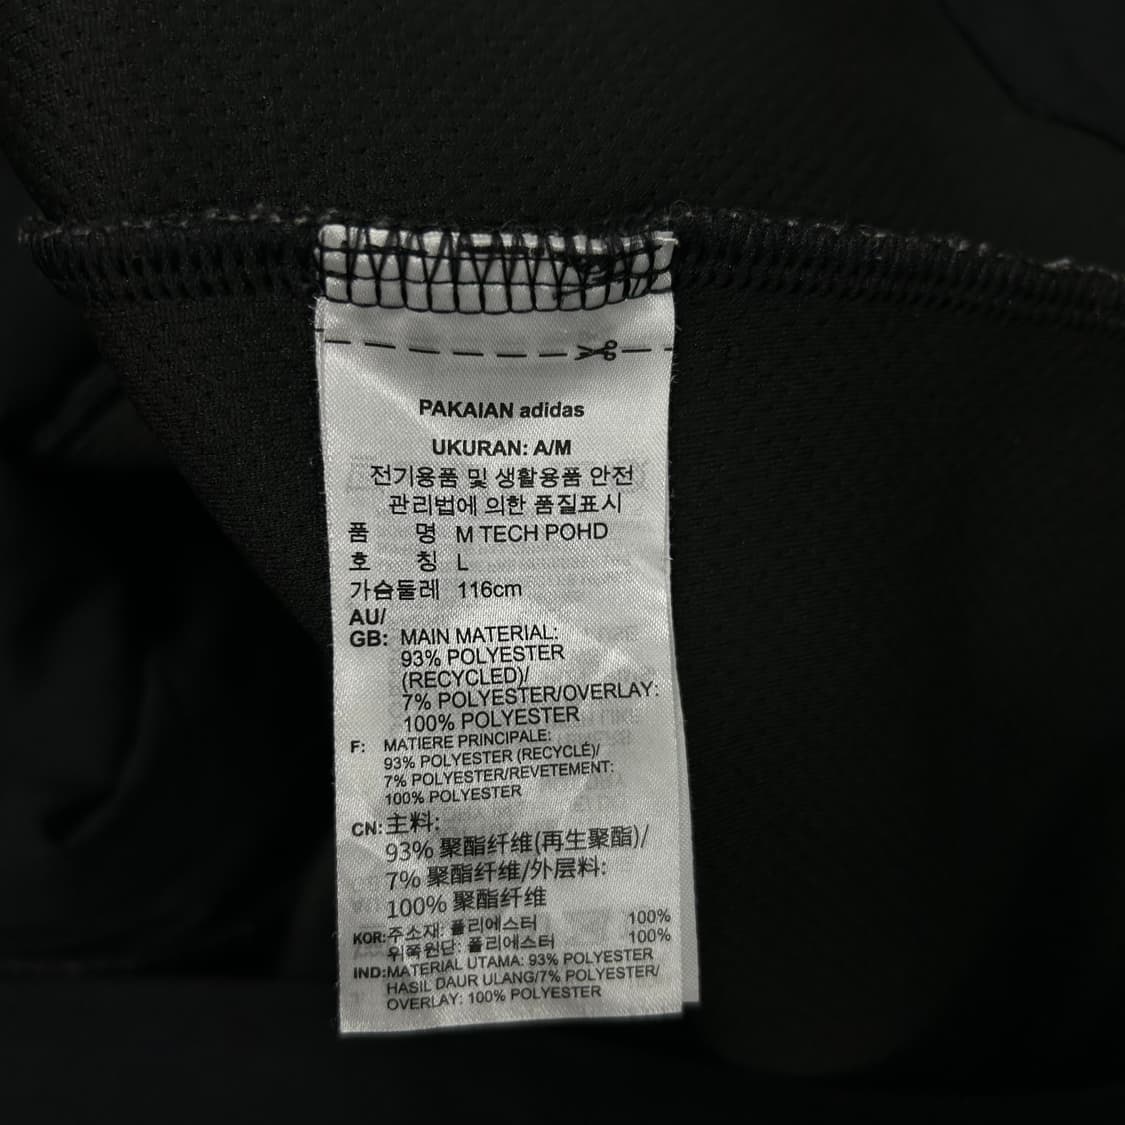 PAKAIAN adidas
UKURAN: A/M
전기용품 및 생활용품 안전
관리법에 의한 품질표시
품 명 M TECH POHD
호 칭 L
가슴둘레 116cm
AU/
GB: MAIN MATERIAL:
93% POLYESTER
(RECYCLED)/
7% POLYESTER/OVERLAY:
100% POLYESTER
F: MATIERE PRINCIPALE:
93% POLYESTER (RECYCLÉ)/
7% POLYESTER/REVETEMENT:
100% POLYESTER
CN: 主料:
93% 聚酯纤维(再生聚酯)/
7% 聚酯纤维/外层料:
100% 聚酯纤维
KOR: 주소재: 폴리에스터 100%
위쪽원단: 폴리에스터 100%
IND: MATERIAL UTAMA: 93% POLYESTER
HASIL DAUR ULANG/7% POLYESTER/
OVERLAY: 100% POLYESTER